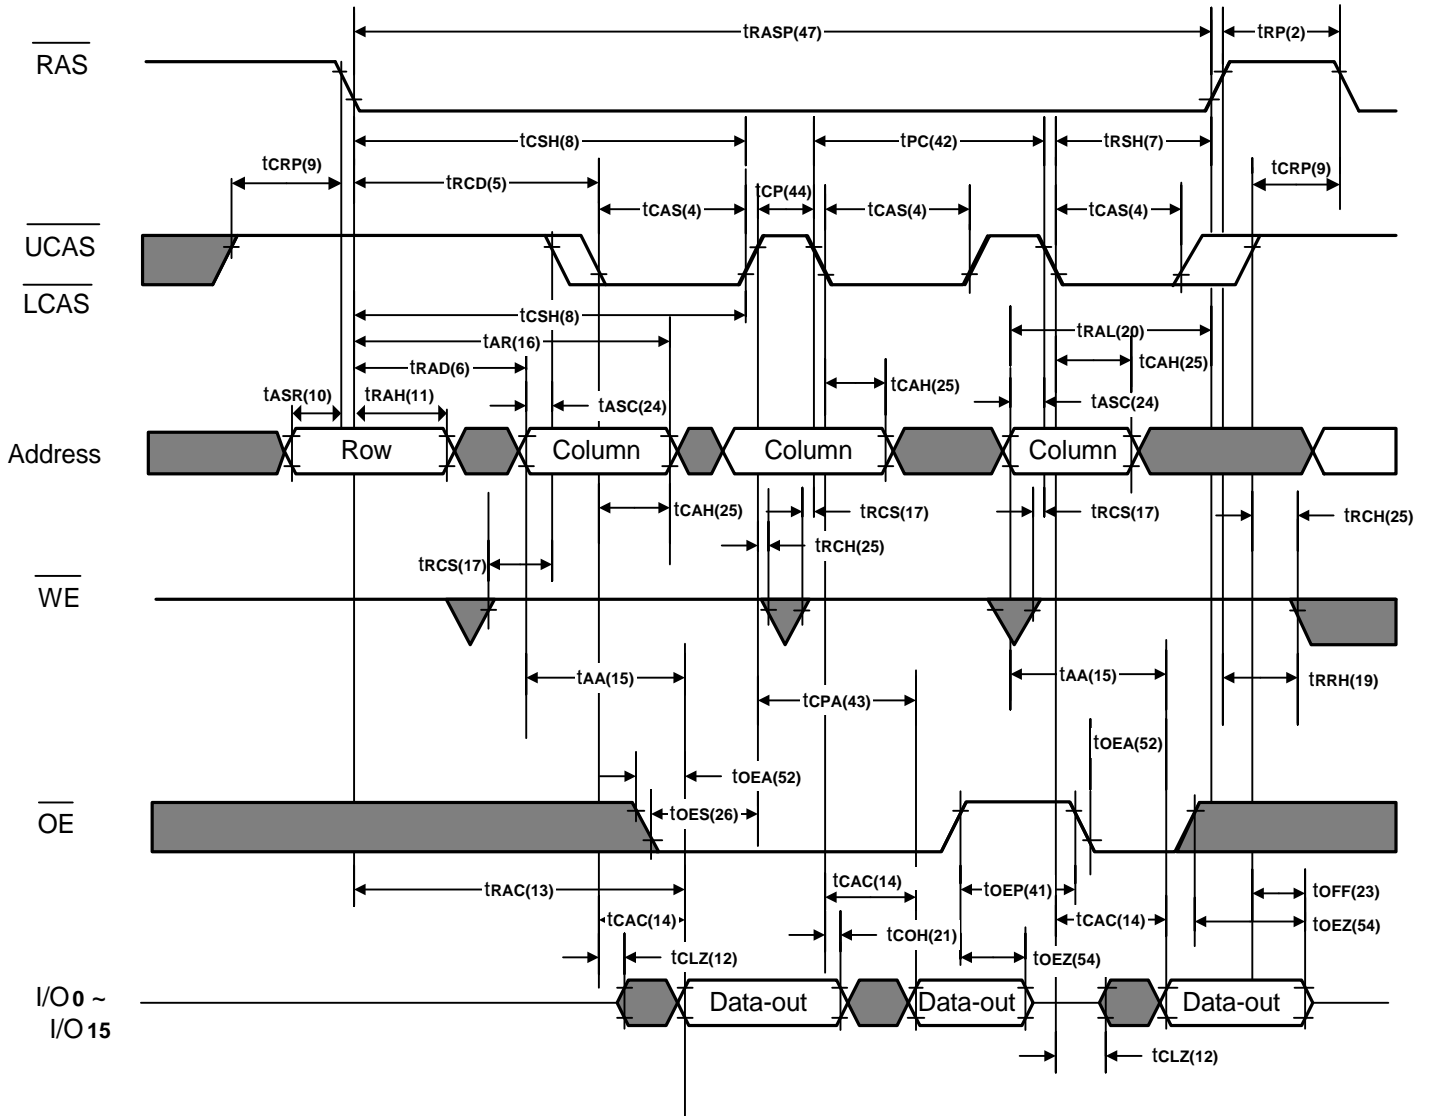 tRASP(47) tRP(2)
RAS
tCSH(8) tPC(42) tRSH(7)
tCRP(9) tRCD(5) tCRP(9)
tCP(44)
tCAS(4) tCAS(4) tCAS(4)
UCAS
LCAS
tCSH(8)
tAR(16) tRAL(20)
tRAD(6) tCAH(25)
tASR(10) tRAH(11) tCAH(25)
tASC(24) tASC(24)
Address Row Column Column Column
tCAH(25) tRCS(17) tRCS(17) tRCH(25)
tRCH(25)
tRCS(17)
WE
tAA(15) tAA(15) tRRH(19)
tCPA(43)
tOEA(52)
tOEA(52)
OE
tOES(26)
tRAC(13) tCAC(14) tOEP(41) tOFF(23)
tCAC(14) tCAC(14)
tCOH(21) tOEZ(54)
tCLZ(12) tOEZ(54)
I/O 0 ~
I/O 15
Data-out Data-out Data-out
tCLZ(12)